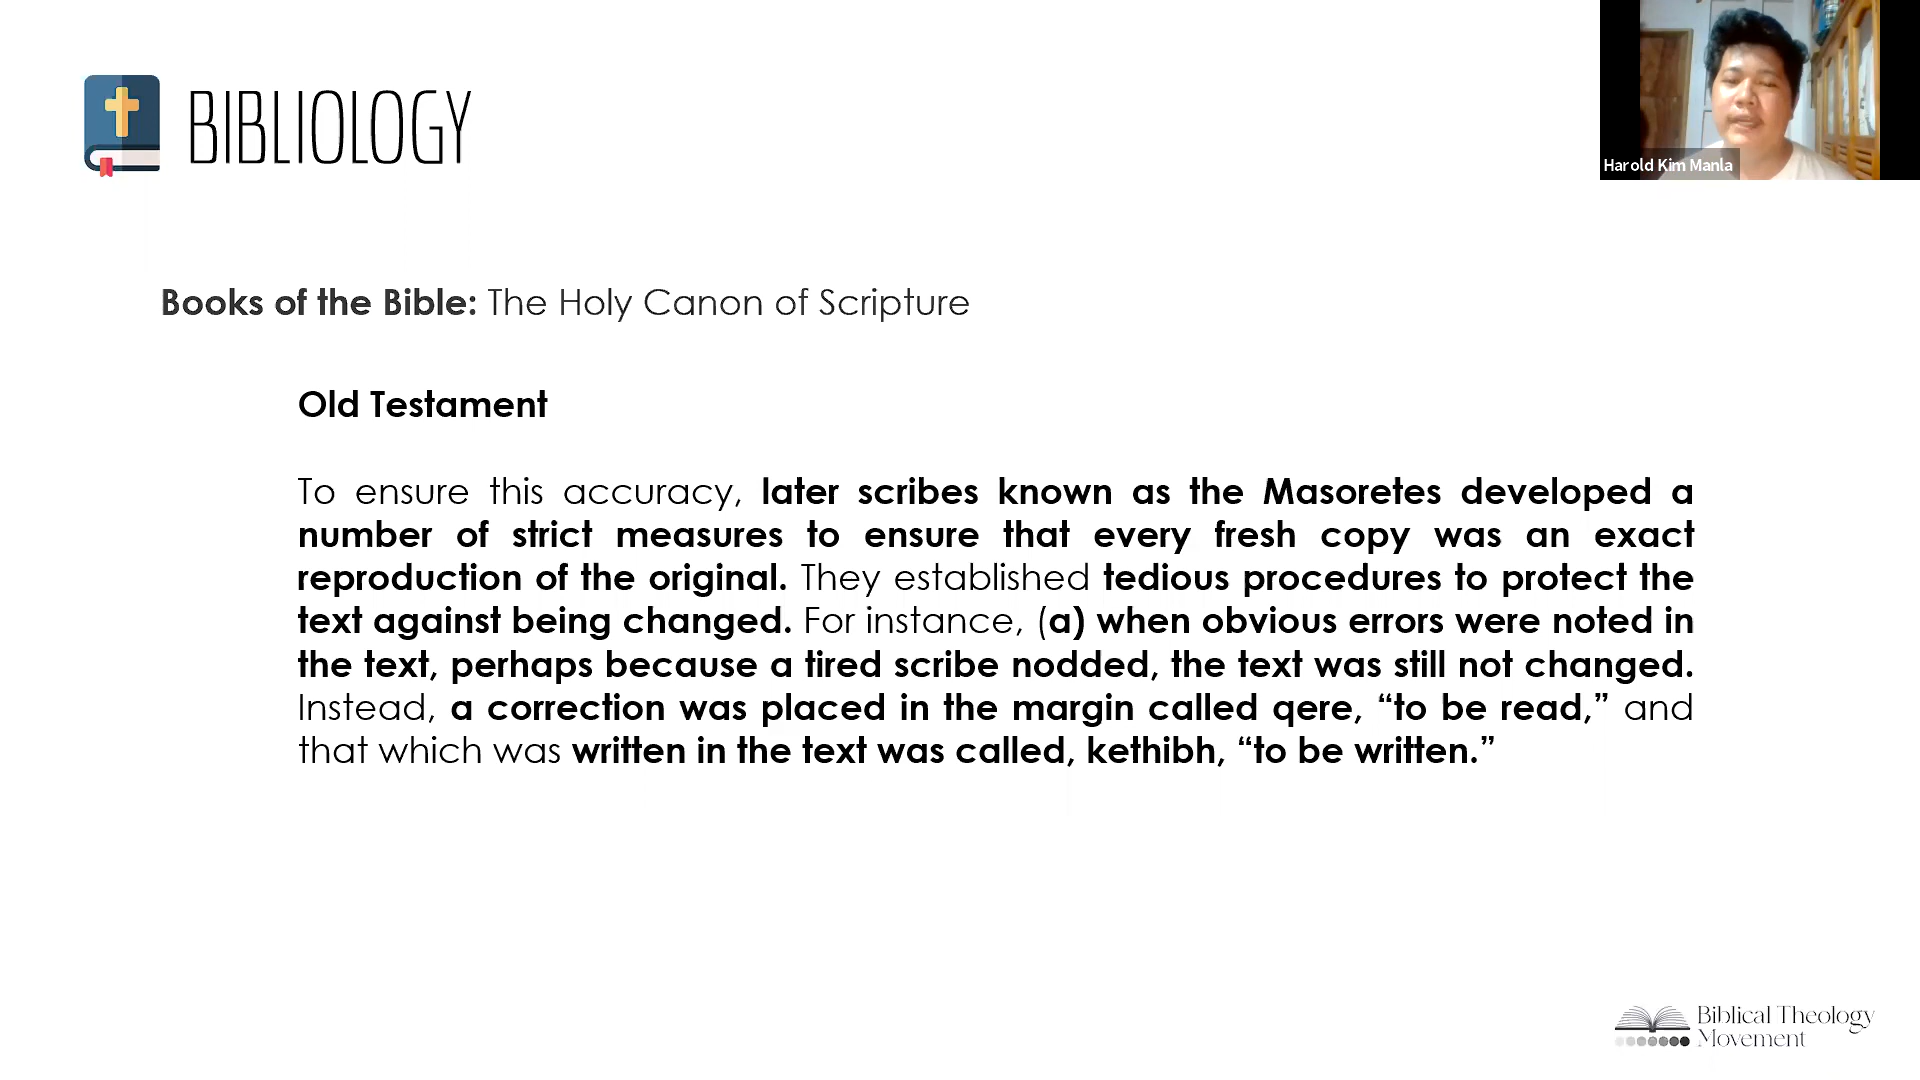 BIBLIOLOGY
Harold Kim Manla
Books of the Bible: The Holy Canon of Scripture
Old Testament
To ensure this accuracy, later scribes known as the Masoretes developed a
number of strict measures to ensure that every fresh copy was an exact
reproduction of the original. They established tedious procedures to protect the
text against being changed. For instance, (a) when obvious errors were noted in
the text, perhaps because a tired scribe nodded, the text was still not changed.
Instead, a correction was placed in the margin called qere, “to be read,” and
that which was written in the text was called, kethibh, “to be written.”
Biblical Theology
Movement